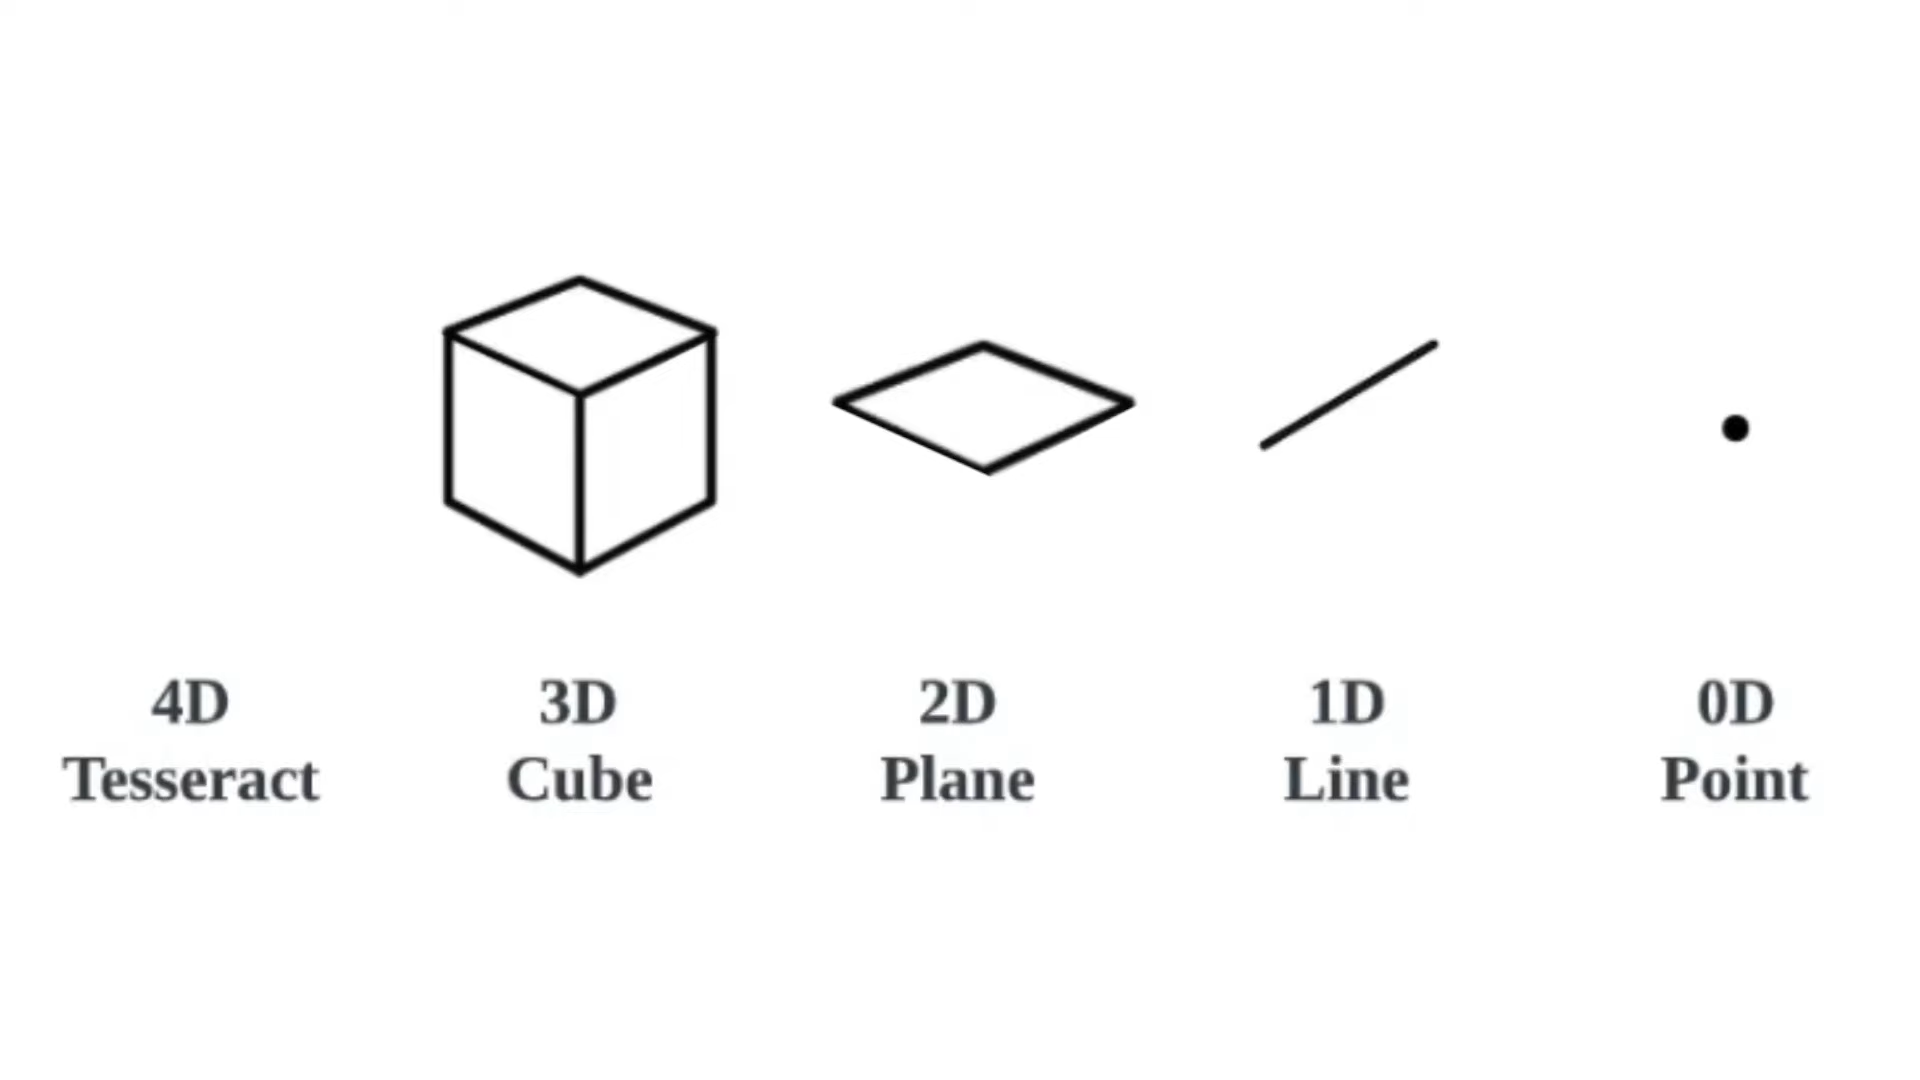 4D
Tesseract
3D
Cube
2D
Plane
1D
Line
0D
Point